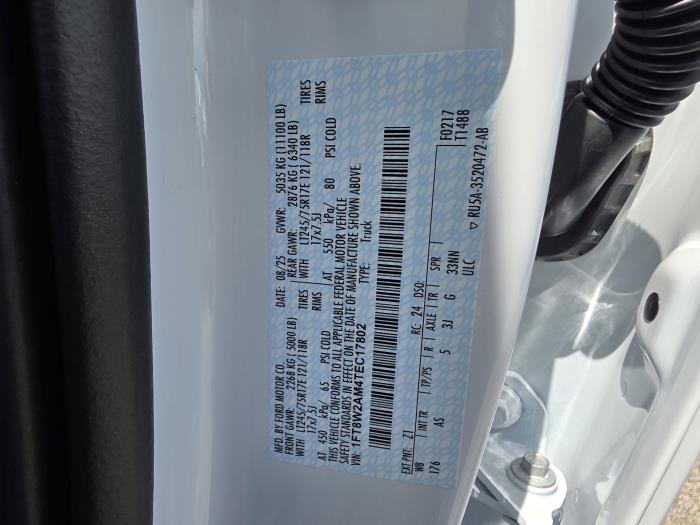 MFD. BY FORD MOTOR CO.
DATE: 08/25 GVWR: 5035 KG (11100 LB)
FRONT GAWR: 2268 KG (5000 LB) REAR GAWR: 2876 KG (6340 LB)
WITH LT245/75R17E 121/118R TIRES WITH LT245/75R17E 121/118R TIRES
17x7.5J RIMS 17x7.5J RIMS
AT 450 kPa/ 65 PSI COLD AT 550 kPa/ 80 PSI COLD
THIS VEHICLE CONFORMS TO ALL APPLICABLE FEDERAL MOTOR VEHICLE
SAFETY STANDARDS IN EFFECT ON THE DATE OF MANUFACTURE SHOWN ABOVE.
VIN: 1FT8W2AM4TEC17802 TYPE: Truck
F0217
T1488
EXT PNT: Z1 RC: 24 DSO:
WB INT TR TP/PS R AXLE TR SPR
176 AS 5 3J G 33NN
ULC
RU5A-3520472-AB